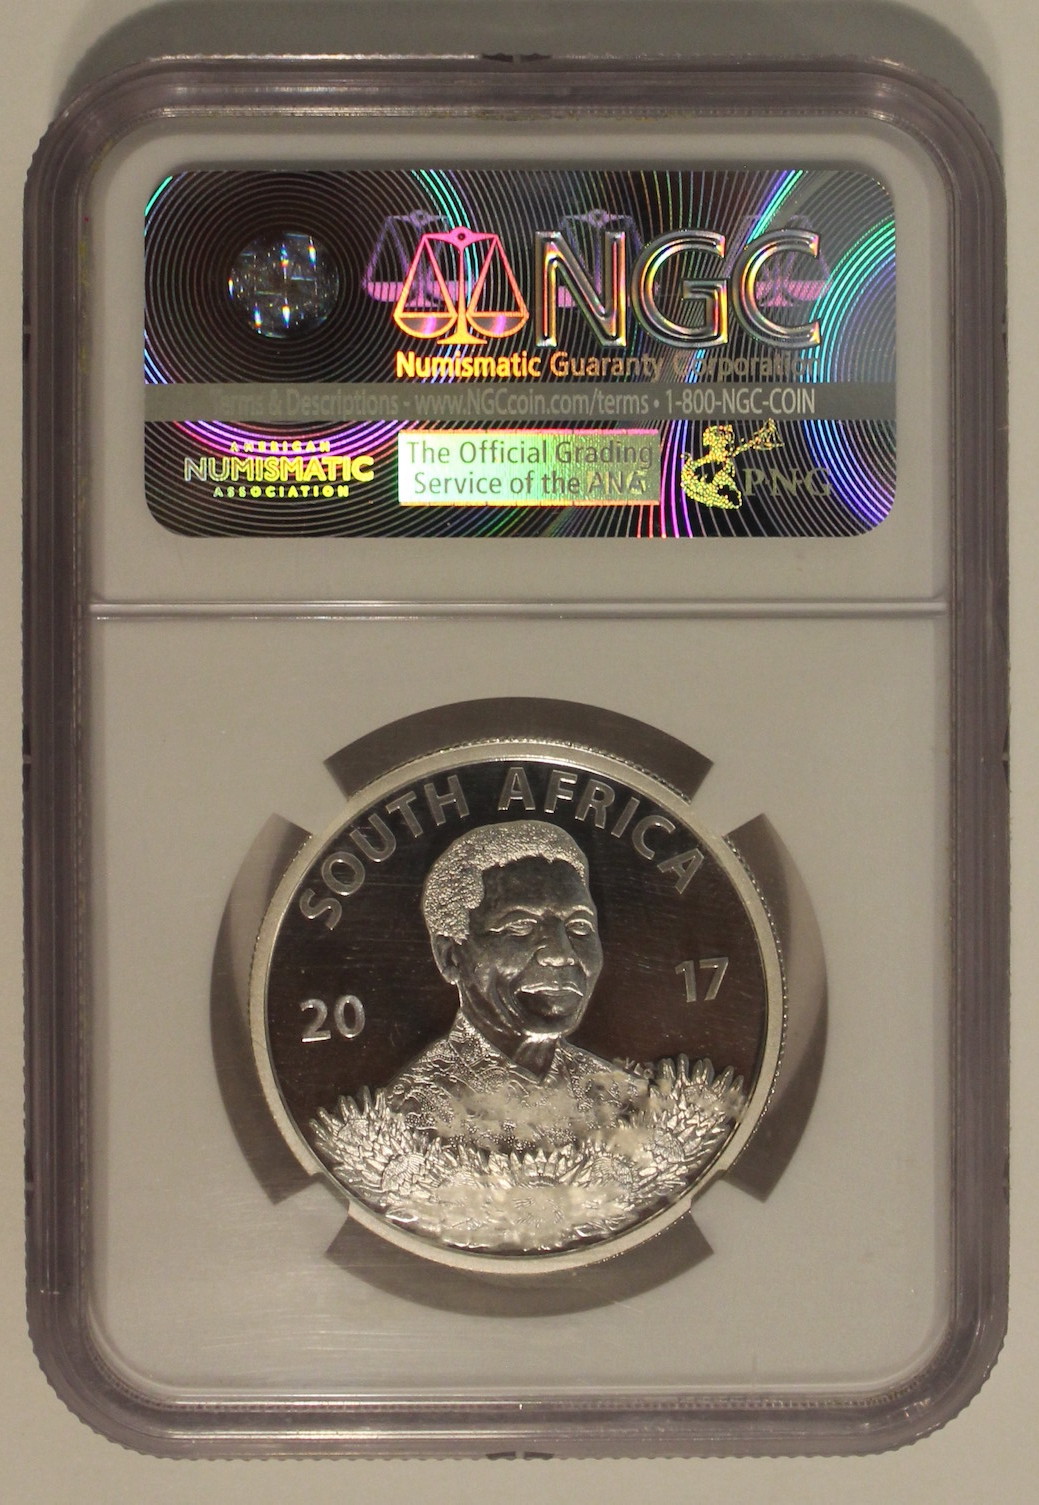 NGC
Numismatic Guaranty Corporation
Terms & Descriptions - www.NGCcoin.com/terms • 1-800-NGC-COIN
AMERICAN
NUMISMATIC
ASSOCIATION
The Official Grading
Service of the ANA
PNG
SOUTH AFRICA
20 17